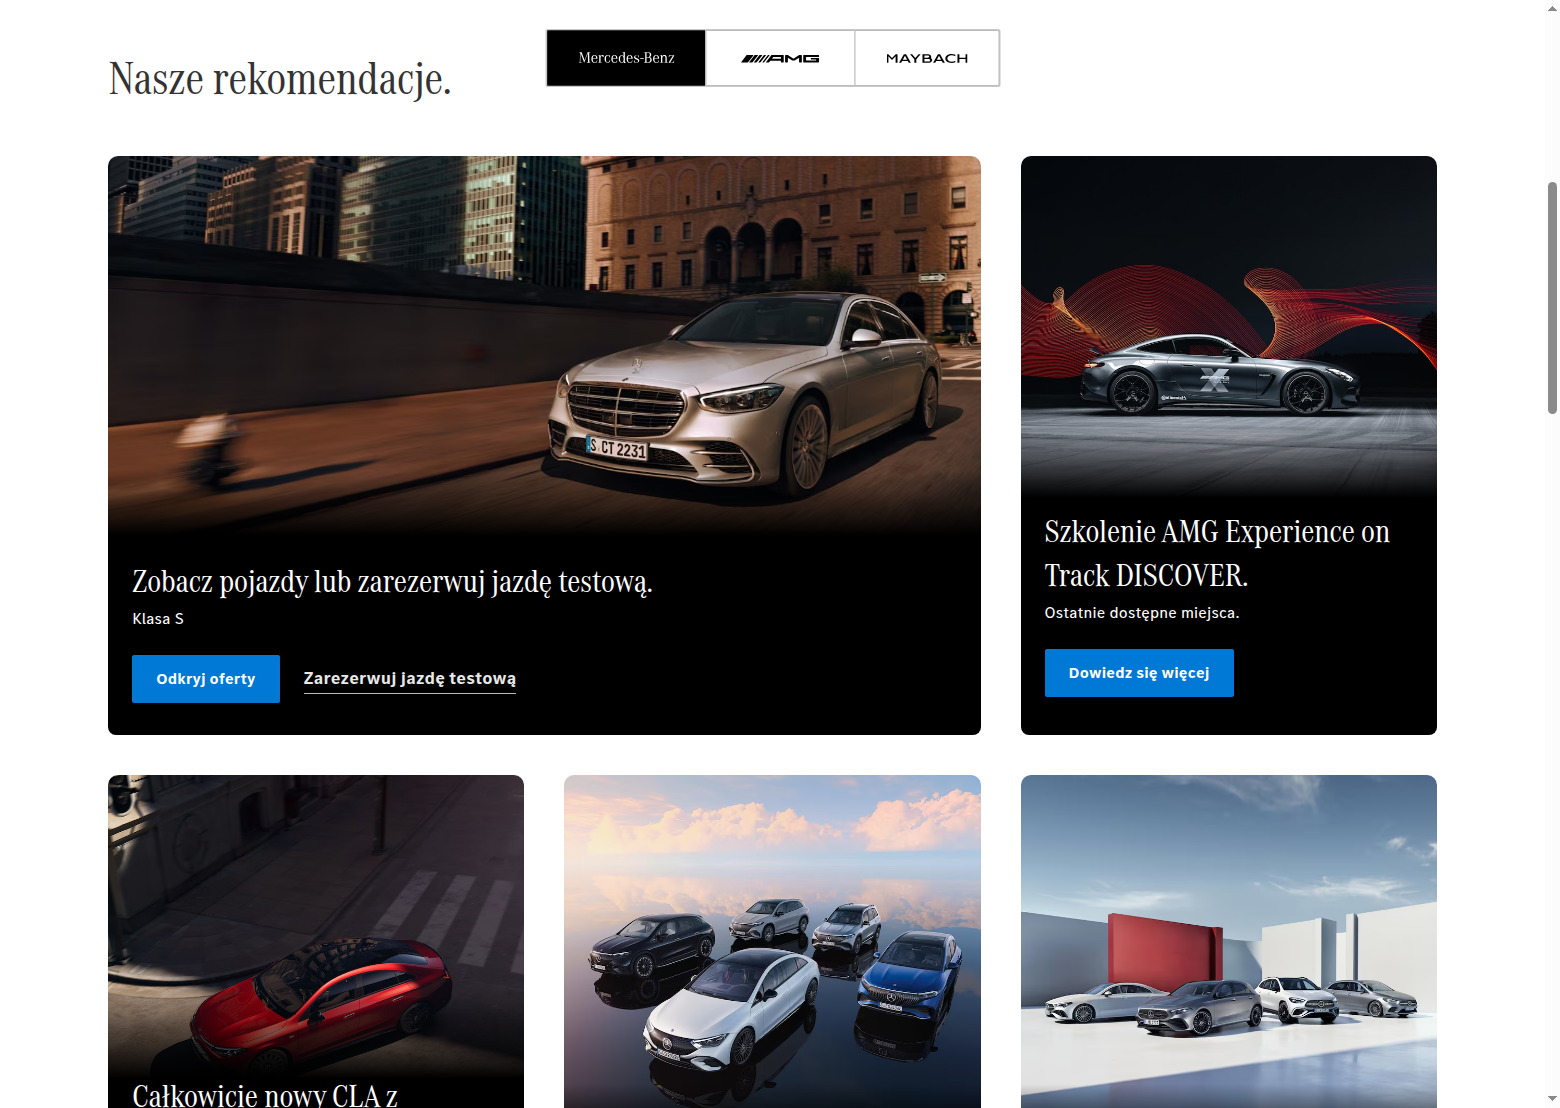 Nasze rekomendacje.
Mercedes-Benz
AMG
MAYBACH
S CT 2231
Zobacz pojazdy lub zarezerwuj jazdę testową.
Klasa S
Odkryj oferty
Zarezerwuj jazdę testową
Szkolenie AMG Experience on
Track DISCOVER.
Ostatnie dostępne miejsca.
Dowiedz się więcej
Całkowicie nowy CLA z